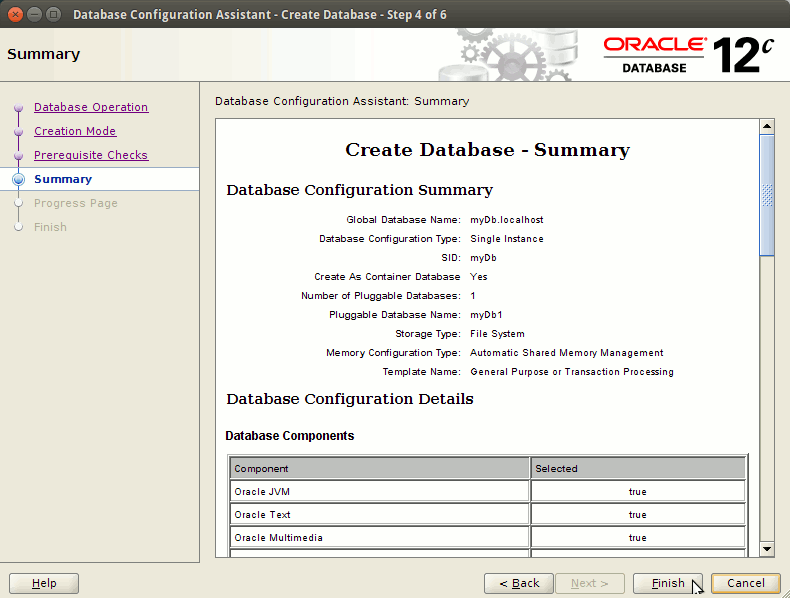 Database Configuration Assistant - Create Database - Step 4 of 6
Summary
ORACLE® DATABASE 12c
Database Operation
Creation Mode
Prerequisite Checks
Summary
Progress Page
Finish
Database Configuration Assistant: Summary
Create Database - Summary
Database Configuration Summary
Global Database Name: myDb.localhost
Database Configuration Type: Single Instance
SID: myDb
Create As Container Database Yes
Number of Pluggable Databases: 1
Pluggable Database Name: myDb1
Storage Type: File System
Memory Configuration Type: Automatic Shared Memory Management
Template Name: General Purpose or Transaction Processing
Database Configuration Details
Database Components
Component Selected
Oracle JVM true
Oracle Text true
Oracle Multimedia true
Help < Back Next > Finish Cancel